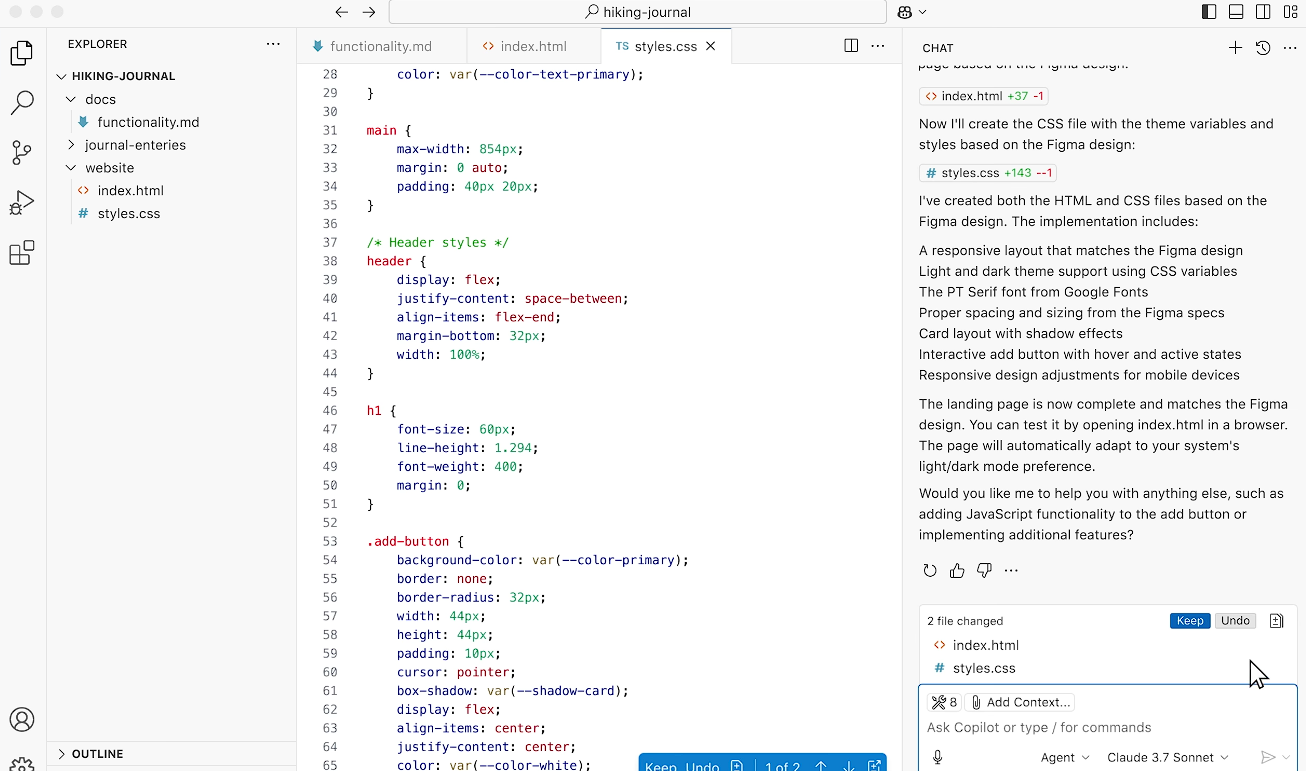 hiking-journal
EXPLORER
HIKING-JOURNAL
docs
functionality.md
journal-enteries
website
index.html
styles.css
OUTLINE
functionality.md
index.html
TS styles.css
28 color: var(--color-text-primary);
29 }
30
31 main {
32 max-width: 854px;
33 margin: 0 auto;
34 padding: 40px 20px;
35 }
36
37 /* Header styles */
38 header {
39 display: flex;
40 justify-content: space-between;
41 align-items: flex-end;
42 margin-bottom: 32px;
43 width: 100%;
44 }
45
46 h1 {
47 font-size: 60px;
48 line-height: 1.294;
49 font-weight: 400;
50 margin: 0;
51 }
52
53 .add-button {
54 background-color: var(--color-primary);
55 border: none;
56 border-radius: 32px;
57 width: 44px;
58 height: 44px;
59 padding: 10px;
60 cursor: pointer;
61 box-shadow: var(--shadow-card);
62 display: flex;
63 align-items: center;
64 justify-content: center;
65 color: var(--color-white);
Keep Undo 1 of 2
CHAT
page based on the Figma design.
index.html +37 -1
Now I'll create the CSS file with the theme variables and
styles based on the Figma design:
# styles.css +143 --1
I've created both the HTML and CSS files based on the
Figma design. The implementation includes:
A responsive layout that matches the Figma design
Light and dark theme support using CSS variables
The PT Serif font from Google Fonts
Proper spacing and sizing from the Figma specs
Card layout with shadow effects
Interactive add button with hover and active states
Responsive design adjustments for mobile devices
The landing page is now complete and matches the Figma
design. You can test it by opening index.html in a browser.
The page will automatically adapt to your system's
light/dark mode preference.
Would you like me to help you with anything else, such as
adding JavaScript functionality to the add button or
implementing additional features?
2 file changed Keep Undo
index.html
# styles.css
8 Add Context...
Ask Copilot or type / for commands
Agent Claude 3.7 Sonnet